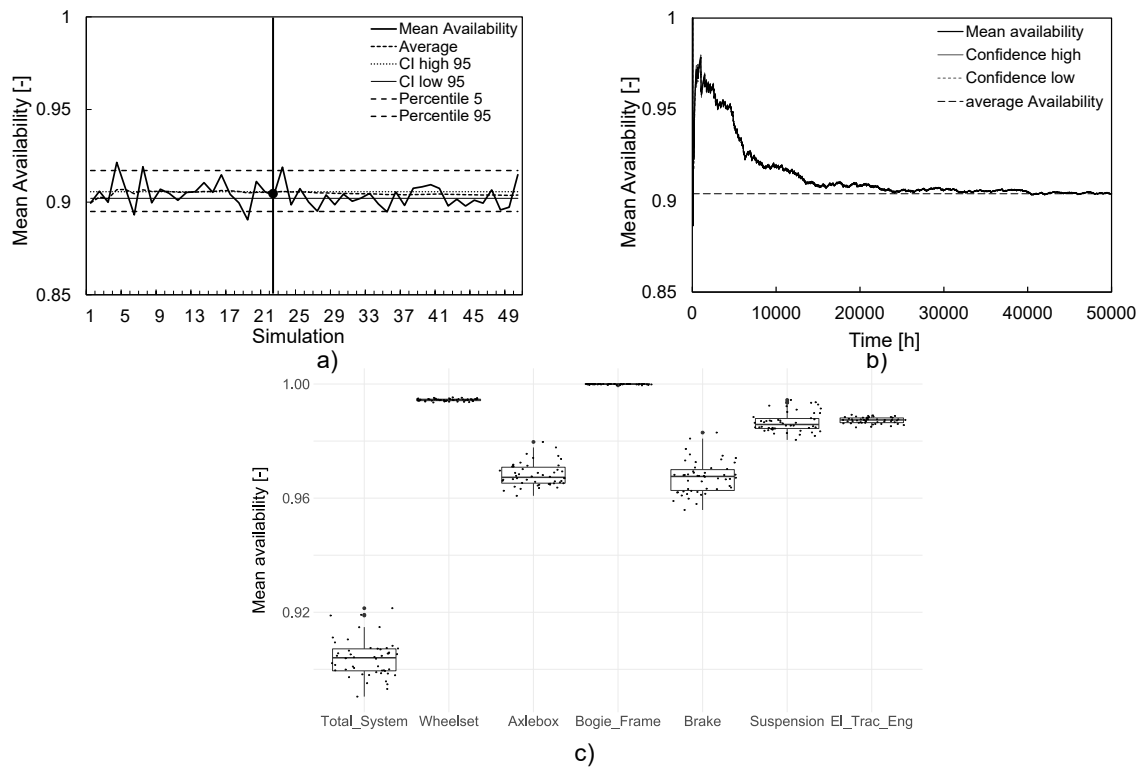 1
0.95
0.9
0.85
Mean Availability [-]
Mean Availability
Average
CI high 95
CI low 95
Percentile 5
Percentile 95
1 5 9 13 17 21 25 29 33 37 41 45 49
Simulation
a)
1
0.95
0.9
0.85
Mean Availability [-]
Mean availability
Confidence high
Confidence low
average Availability
0 10000 20000 30000 40000 50000
Time [h]
b)
1.00
0.96
0.92
Mean availability [-]
Total_System Wheelset Axlebox Bogie_Frame Brake Suspension El_Trac_Eng
c)